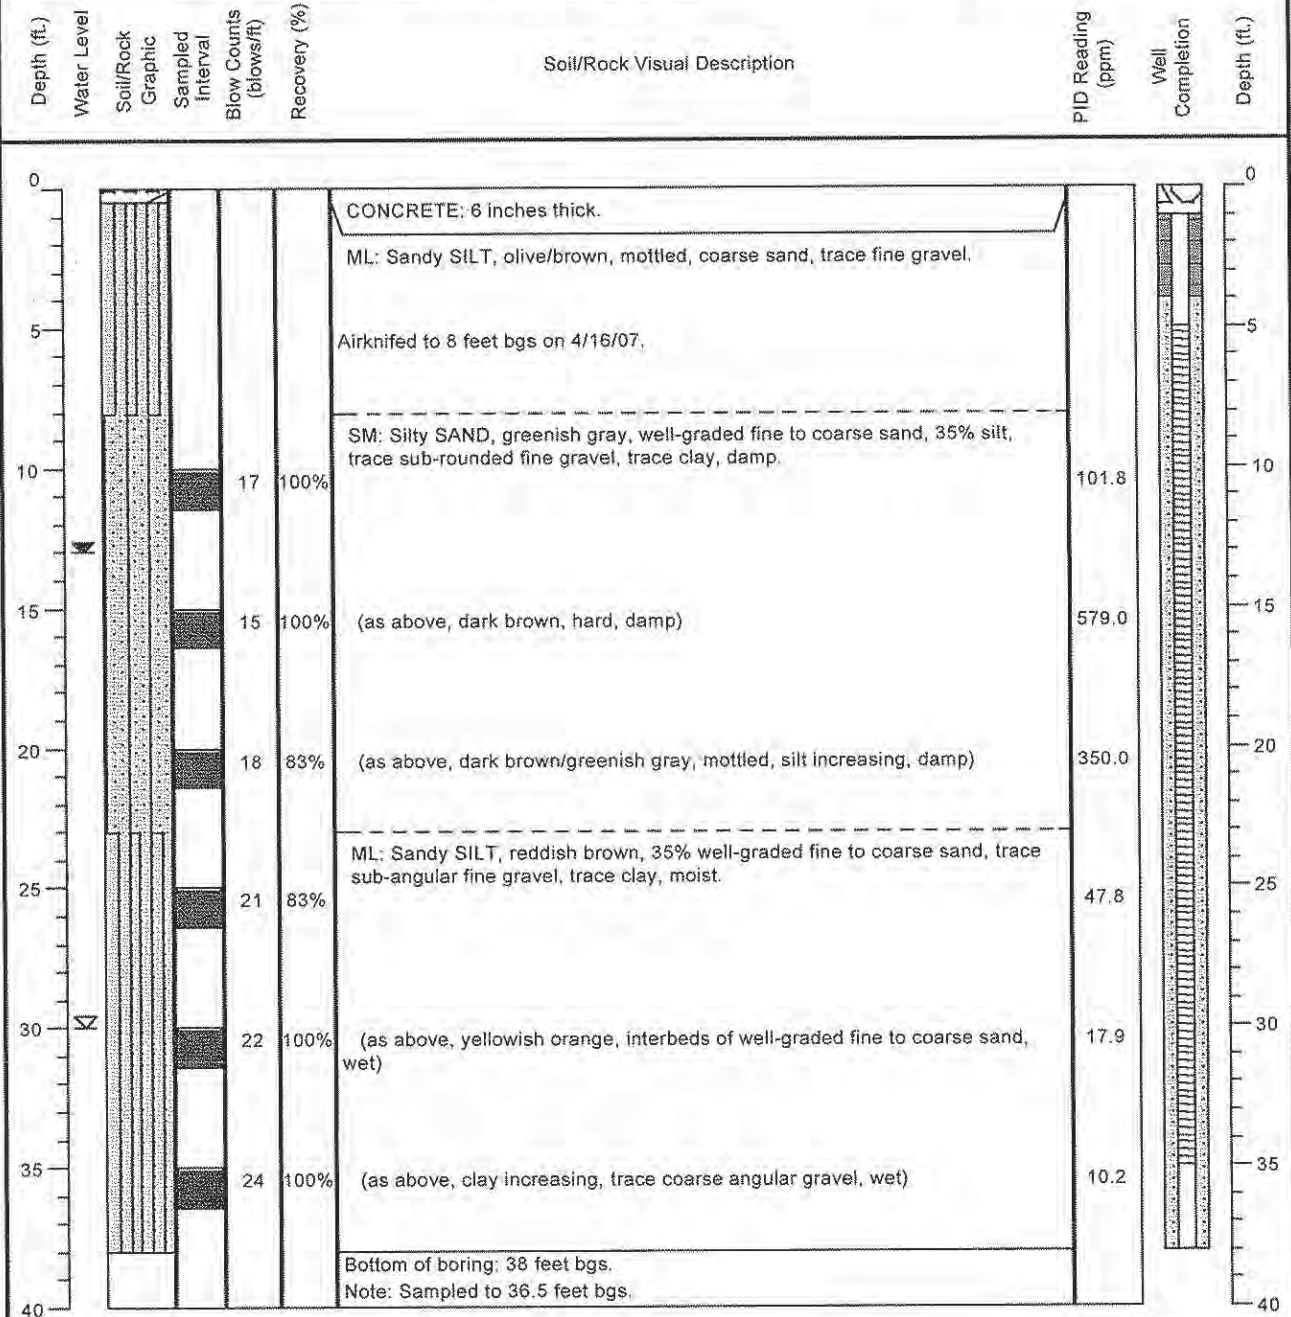 Depth (ft.)
Water Level
Soil/Rock
Graphic
Sampled
Interval
Blow Counts
(blows/ft)
Recovery (%)
Soil/Rock Visual Description
PID Reading
(ppm)
Well
Completion
Depth (ft.)
0
0
CONCRETE: 6 inches thick.
ML: Sandy SILT, olive/brown, mottled, coarse sand, trace fine gravel.
5
Airknifed to 8 feet bgs on 4/16/07.
5
SM: Silty SAND, greenish gray, well-graded fine to coarse sand, 35% silt,
trace sub-rounded fine gravel, trace clay, damp.
10
17
100%
101.8
10
15
15
100%
(as above, dark brown, hard, damp)
579.0
15
20
18
83%
(as above, dark brown/greenish gray, mottled, silt increasing, damp)
350.0
20
ML: Sandy SILT, reddish brown, 35% well-graded fine to coarse sand, trace
sub-angular fine gravel, trace clay, moist.
25
21
83%
47.8
25
30
22
100%
(as above, yellowish orange, interbeds of well-graded fine to coarse sand,
wet)
17.9
30
35
24
100%
(as above, clay increasing, trace coarse angular gravel, wet)
10.2
35
Bottom of boring: 38 feet bgs.
Note: Sampled to 36.5 feet bgs.
40
40